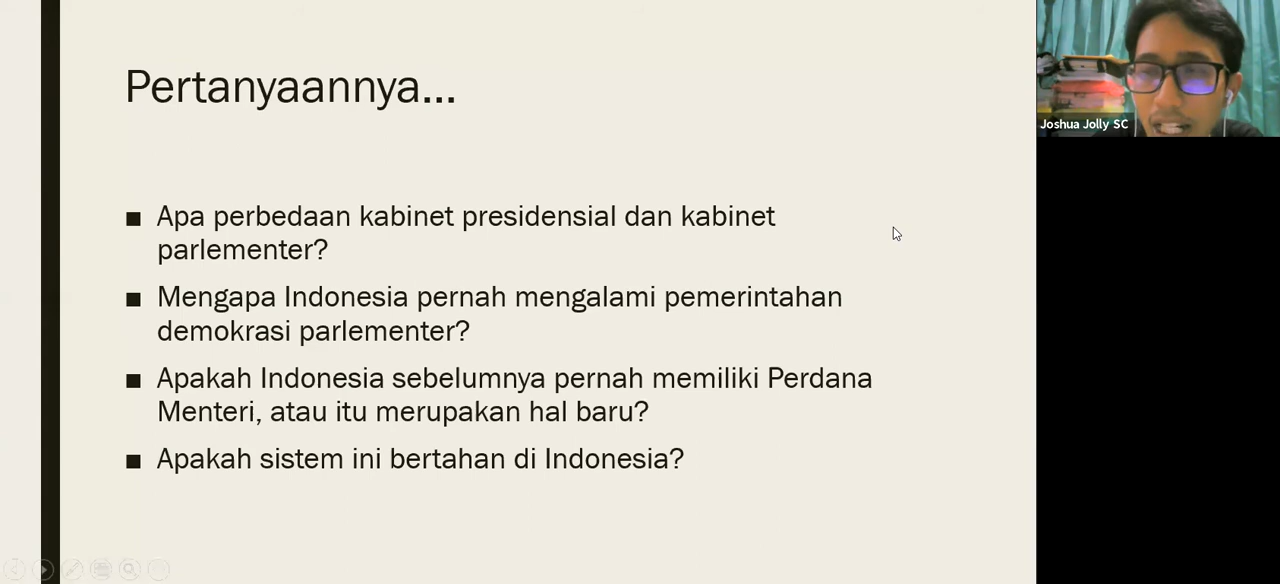 Pertanyaannya...
■ Apa perbedaan kabinet presidensial dan kabinet
parlementer?
■ Mengapa Indonesia pernah mengalami pemerintahan
demokrasi parlementer?
■ Apakah Indonesia sebelumnya pernah memiliki Perdana
Menteri, atau itu merupakan hal baru?
■ Apakah sistem ini bertahan di Indonesia?
Joshua Jolly SC